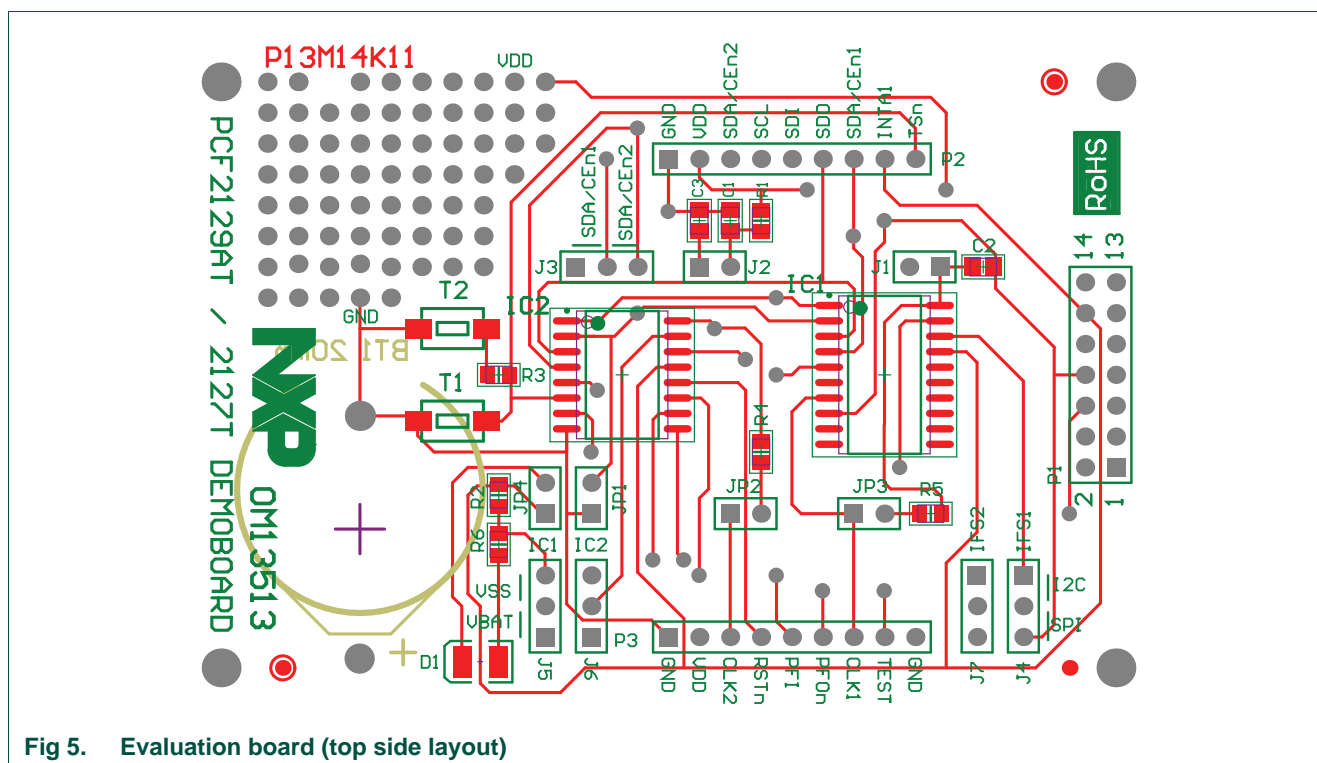 P13M14K11
VDD
GND
VDD
SDA/CEn2
SCL
SDI
SDO
SDA/CEn1
INTA1
TSn
P2
RoHS
PCF2129AT / 2127T DEMOBOARD
SDA/CEn1
SDA/CEn2
C3
C1
R1
J3
J2
J1
C2
14
13
T2
IC2
IC1
GND
NXP
R3
T1
R4
P1
2
1
OM13513
R2
JP4
JP1
JP2
JP3
R5
R6
IC1
IC2
IFS2
IFS1
VSS
I2C
VBAT
SPI
D1
J5
J6
P3
GND
VDD
CLK2
RSTn
PFI
PFOn
CLK1
TEST
GND
J7
J4
Fig 5. Evaluation board (top side layout)